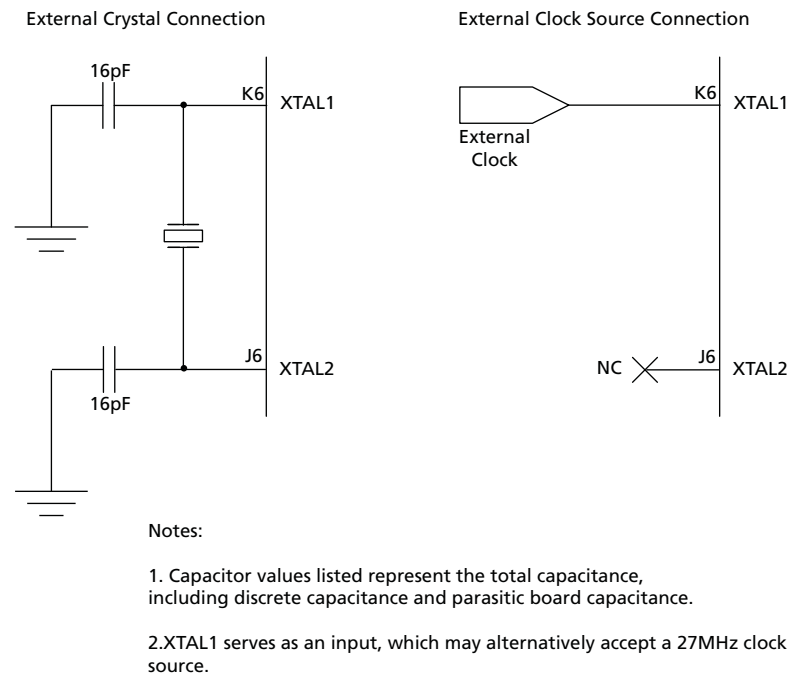 External Crystal Connection
External Clock Source Connection
16pF
K6
XTAL1
J6
XTAL2
16pF
K6
XTAL1
External
Clock
NC
J6
XTAL2
Notes:
1. Capacitor values listed represent the total capacitance,
including discrete capacitance and parasitic board capacitance.
2.XTAL1 serves as an input, which may alternatively accept a 27MHz clock
source.